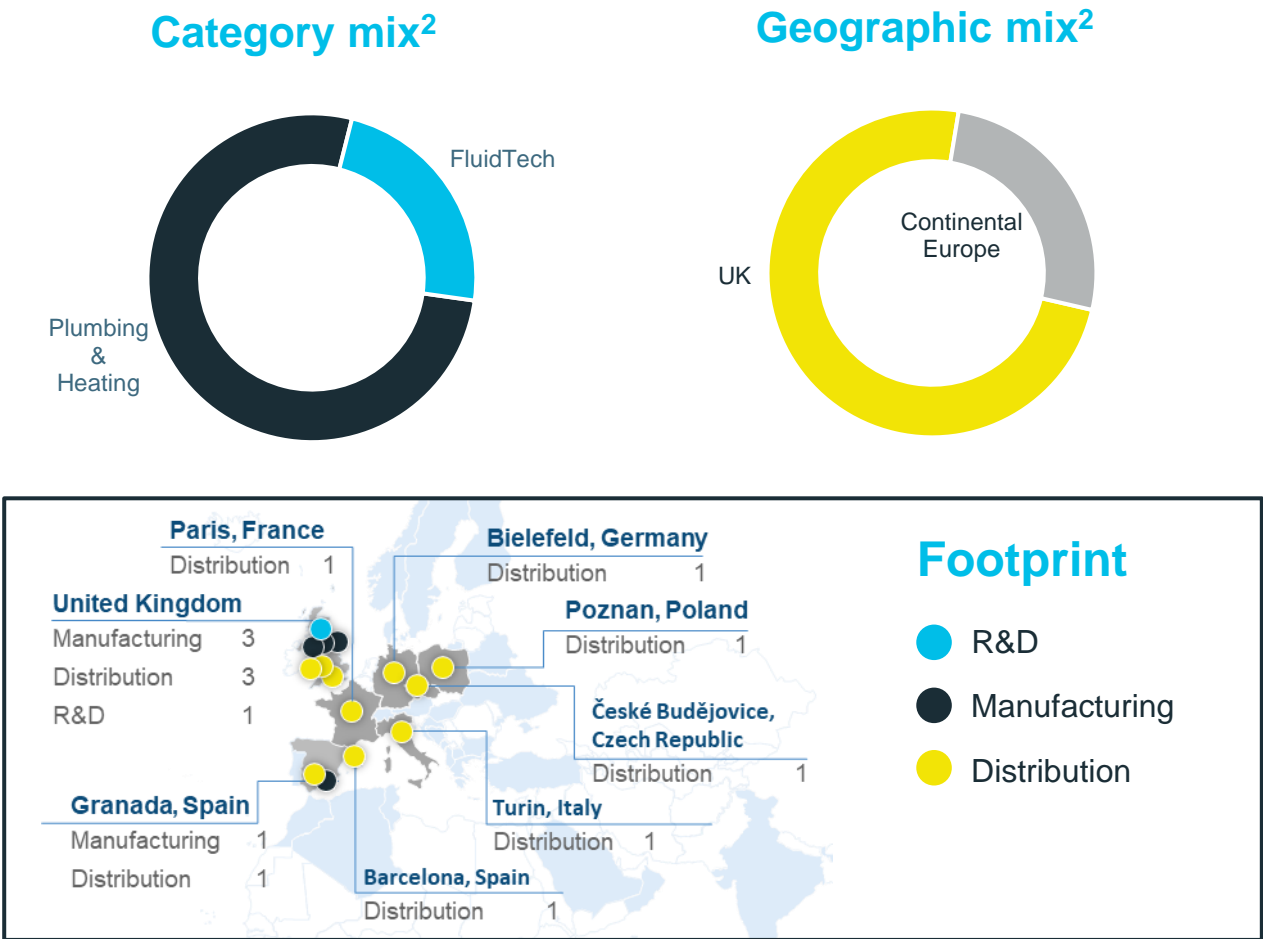 Category mix²
Geographic mix²
FluidTech
Plumbing
&
Heating
Continental
Europe
UK
Paris, France
Distribution 1
United Kingdom
Manufacturing 3
Distribution 3
R&D 1
Granada, Spain
Manufacturing 1
Distribution 1
Bielefeld, Germany
Distribution 1
Poznan, Poland
Distribution 1
České Budějovice,
Czech Republic
Distribution 1
Turin, Italy
Distribution 1
Barcelona, Spain
Distribution 1
Footprint
R&D
Manufacturing
Distribution